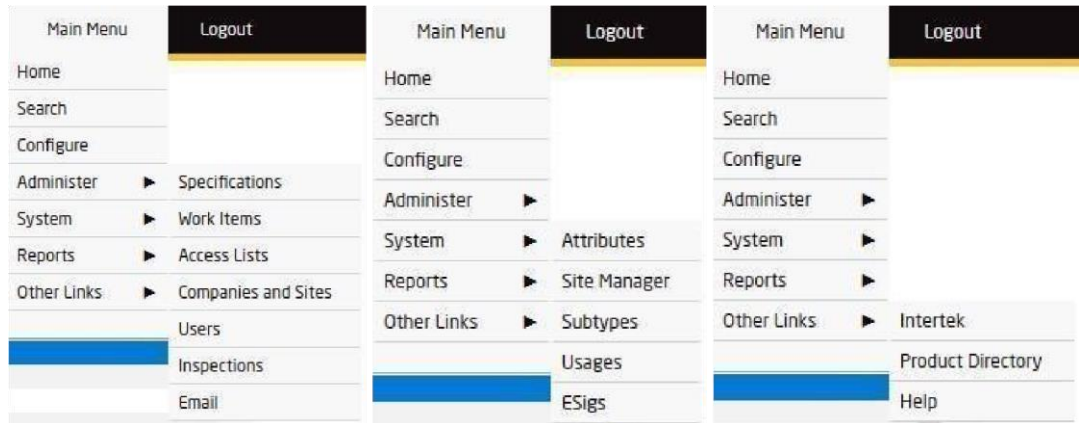 Main Menu
Logout
Home
Search
Configure
Administer ►
System ►
Reports ►
Other Links ►
Specifications
Work Items
Access Lists
Companies and Sites
Users
Inspections
Email
Main Menu
Logout
Home
Search
Configure
Administer ►
System ►
Reports ►
Other Links ►
Attributes
Site Manager
Subtypes
Usages
ESigs
Main Menu
Logout
Home
Search
Configure
Administer ►
System ►
Reports ►
Other Links ►
Intertek
Product Directory
Help